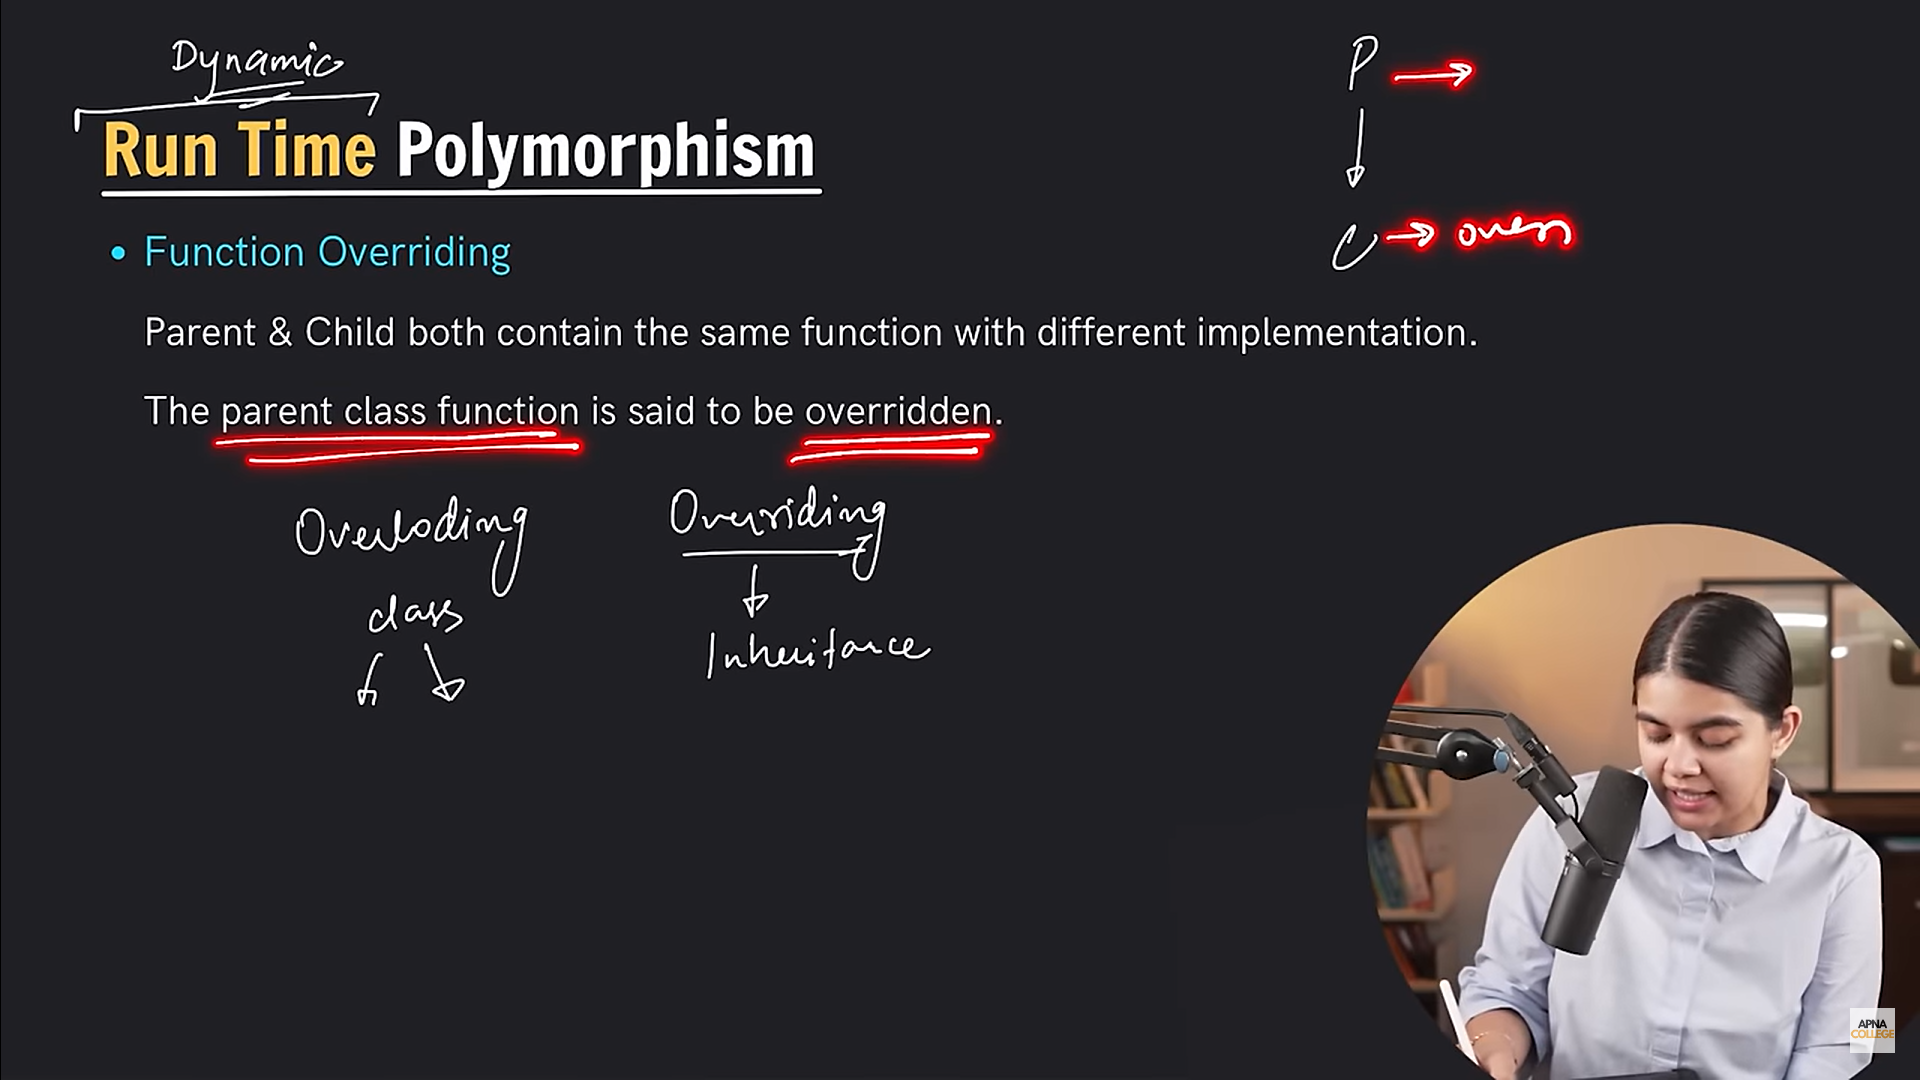 Dynamic
Run Time Polymorphism
P
C → overr
• Function Overriding
Parent & Child both contain the same function with different implementation.
The parent class function is said to be overridden.
Overloding
Overriding
class
Inheritance
APNA
COLLEGE